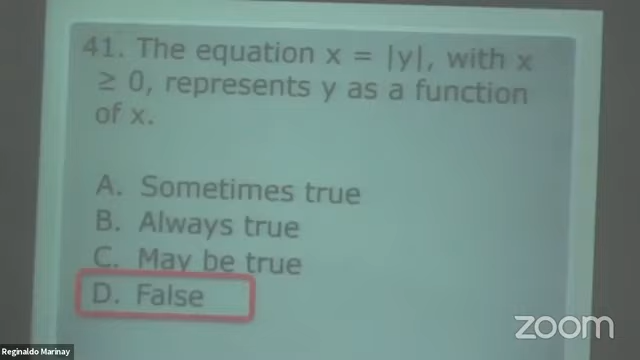 41. The equation x = |y|, with x
≥ 0, represents y as a function
of x.
A. Sometimes true
B. Always true
C. May be true
D. False
zoom
Reginaldo Marinay